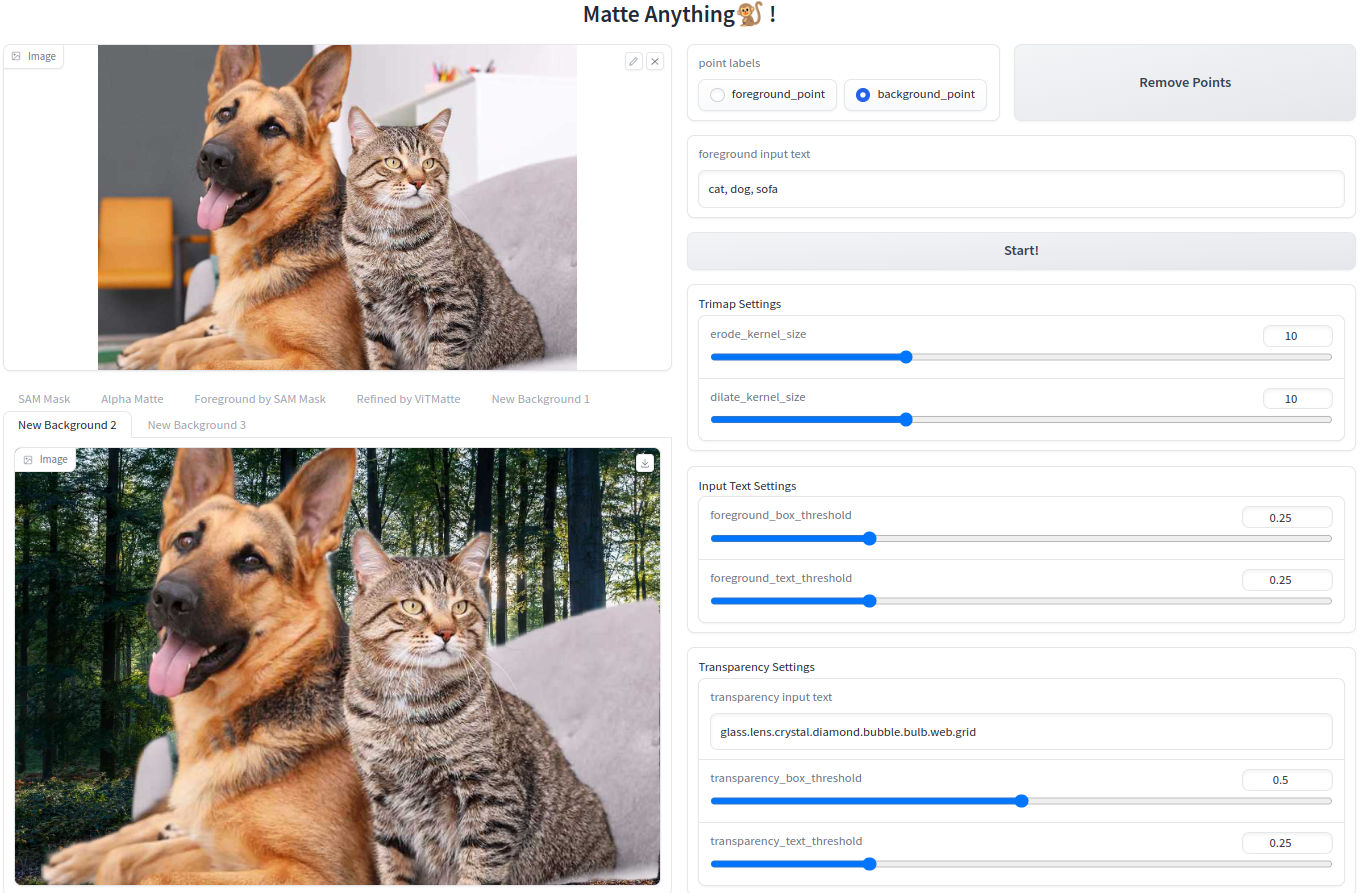 Matte Anything🐒 !
Image
point labels
foreground_point
background_point
Remove Points
foreground input text
cat, dog, sofa
Start!
Trimap Settings
erode_kernel_size
10
dilate_kernel_size
10
SAM Mask
Alpha Matte
Foreground by SAM Mask
Refined by ViTMatte
New Background 1
New Background 2
New Background 3
Image
Input Text Settings
foreground_box_threshold
0.25
foreground_text_threshold
0.25
Transparency Settings
transparency input text
glass.lens.crystal.diamond.bubble.bulb.web.grid
transparency_box_threshold
0.5
transparency_text_threshold
0.25